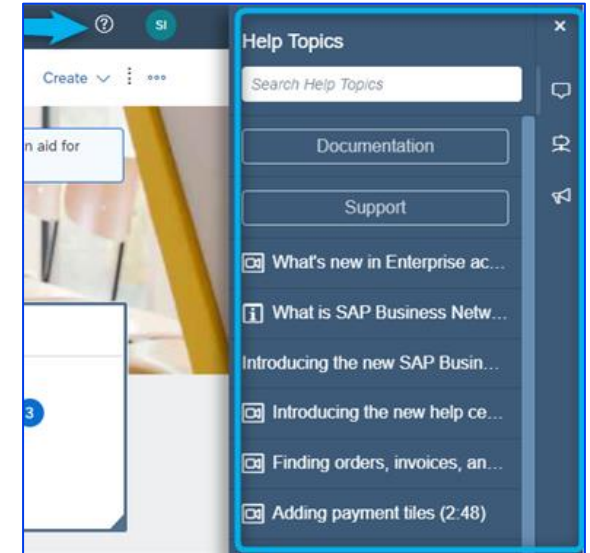 SI
Create
n aid for
3
Help Topics
Search Help Topics
Documentation
Support
What's new in Enterprise ac...
What is SAP Business Netw...
Introducing the new SAP Busin...
Introducing the new help ce...
Finding orders, invoices, an...
Adding payment tiles (2:48)